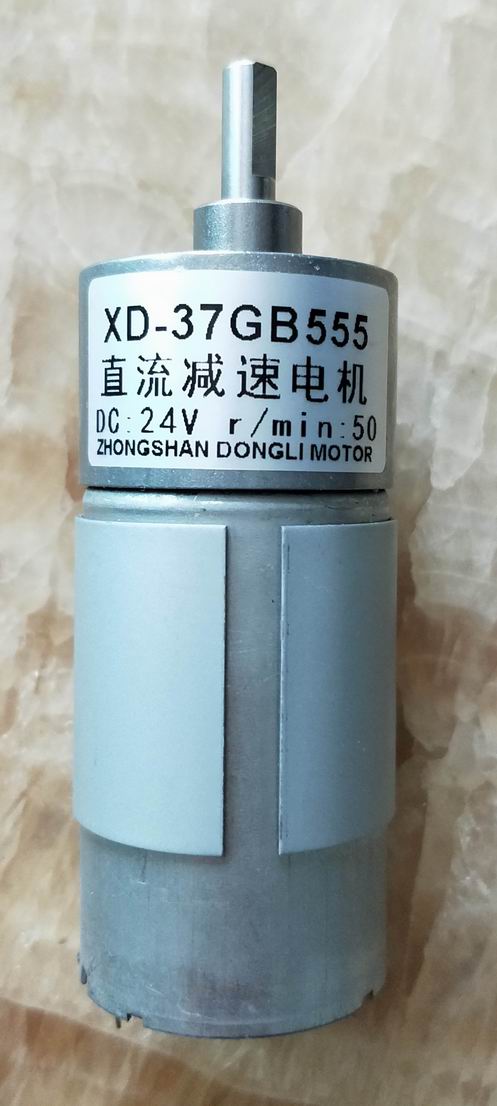 XD-37GB555
直流减速电机
DC:24V r/min:50
ZHONGSHAN DONGLI MOTOR